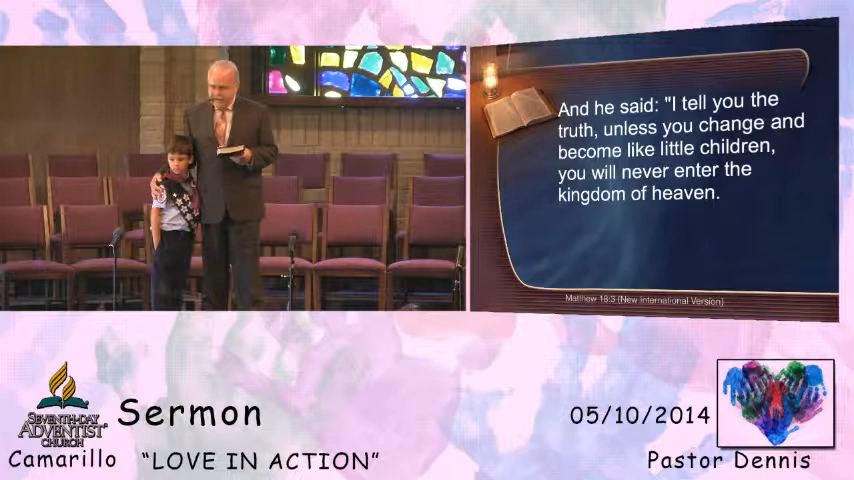 And he said: "I tell you the
truth, unless you change and
become like little children,
you will never enter the
kingdom of heaven.
Matthew 18:3 (New International Version)
SEVENTH-DAY
ADVENTIST
CHURCH
Sermon
05/10/2014
Camarillo
"LOVE IN ACTION"
Pastor Dennis